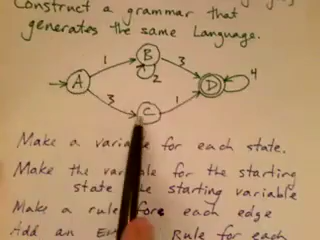 Construct a grammar that
generates the same Language.
1
B
3
2
4
A
D
3
C
1
Make a variable for each state.
Make the variable for the starting
state the starting variable
Make a rule fore each edge
Add an Rule for each